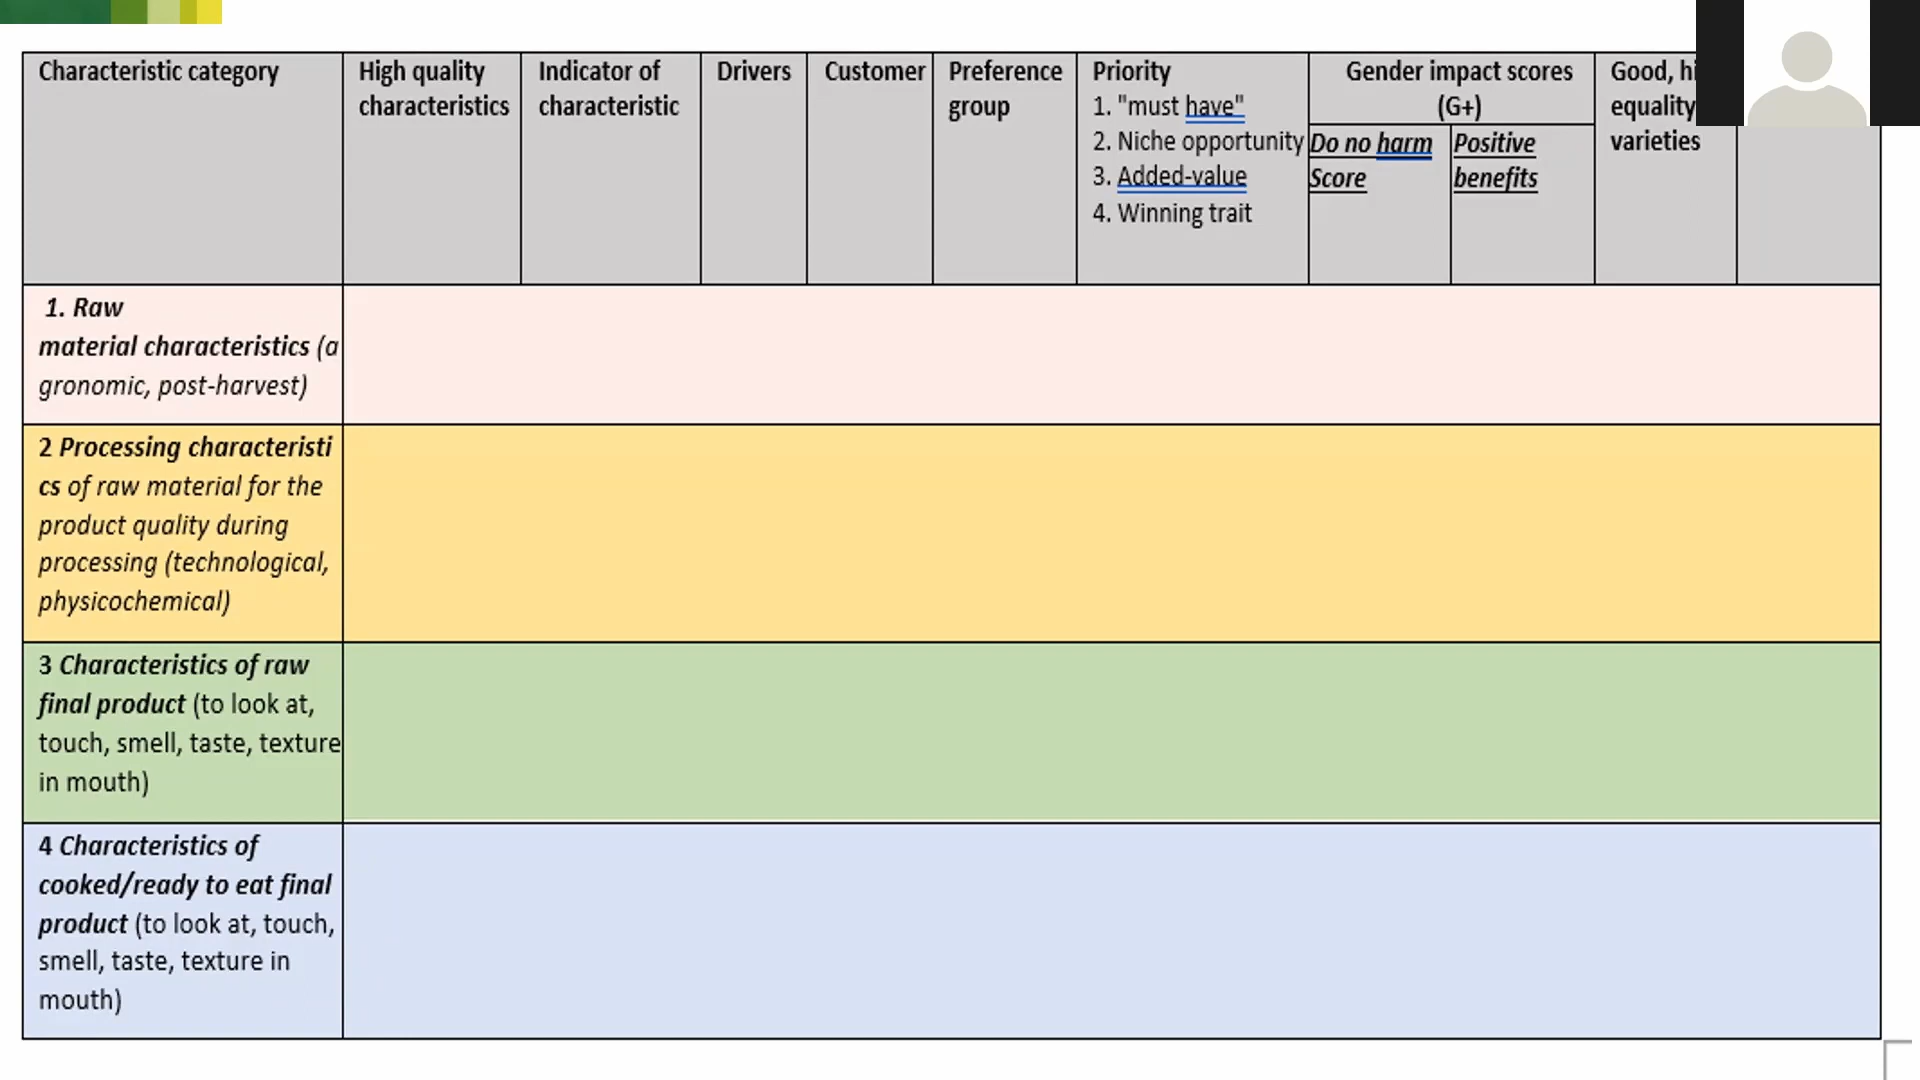 Characteristic category
High quality
characteristics
Indicator of
characteristic
Drivers
Customer
Preference
group
Priority
1. "must have"
2. Niche opportunity
3. Added-value
4. Winning trait
Gender impact scores
(G+)
Do no harm
Score
Positive
benefits
Good,
equality
varieties
1. Raw
material characteristics (a
gronomic, post-harvest)
2 Processing characteristi
cs of raw material for the
product quality during
processing (technological,
physicochemical)
3 Characteristics of raw
final product (to look at,
touch, smell, taste, texture
in mouth)
4 Characteristics of
cooked/ready to eat final
product (to look at, touch,
smell, taste, texture in
mouth)